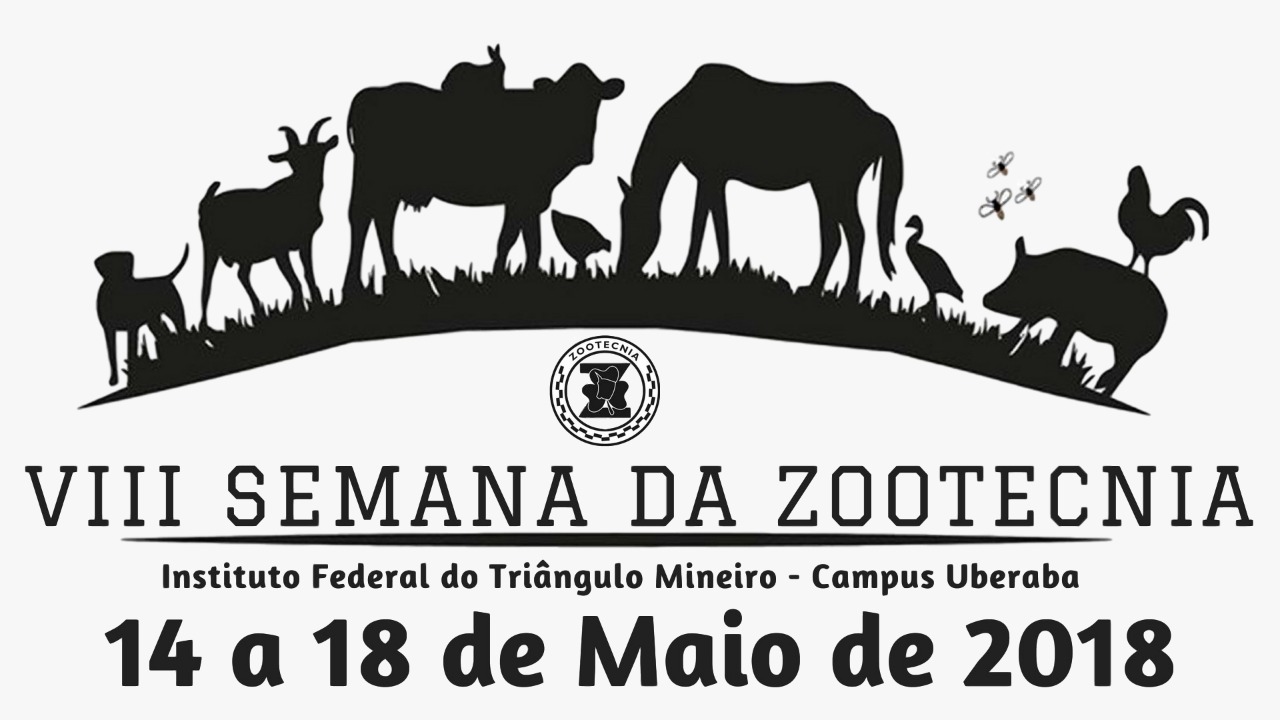 ZOOTECNIA
Z
VIII SEMANA DA ZOOTECNIA
Instituto Federal do Triângulo Mineiro - Campus Uberaba
14 a 18 de Maio de 2018